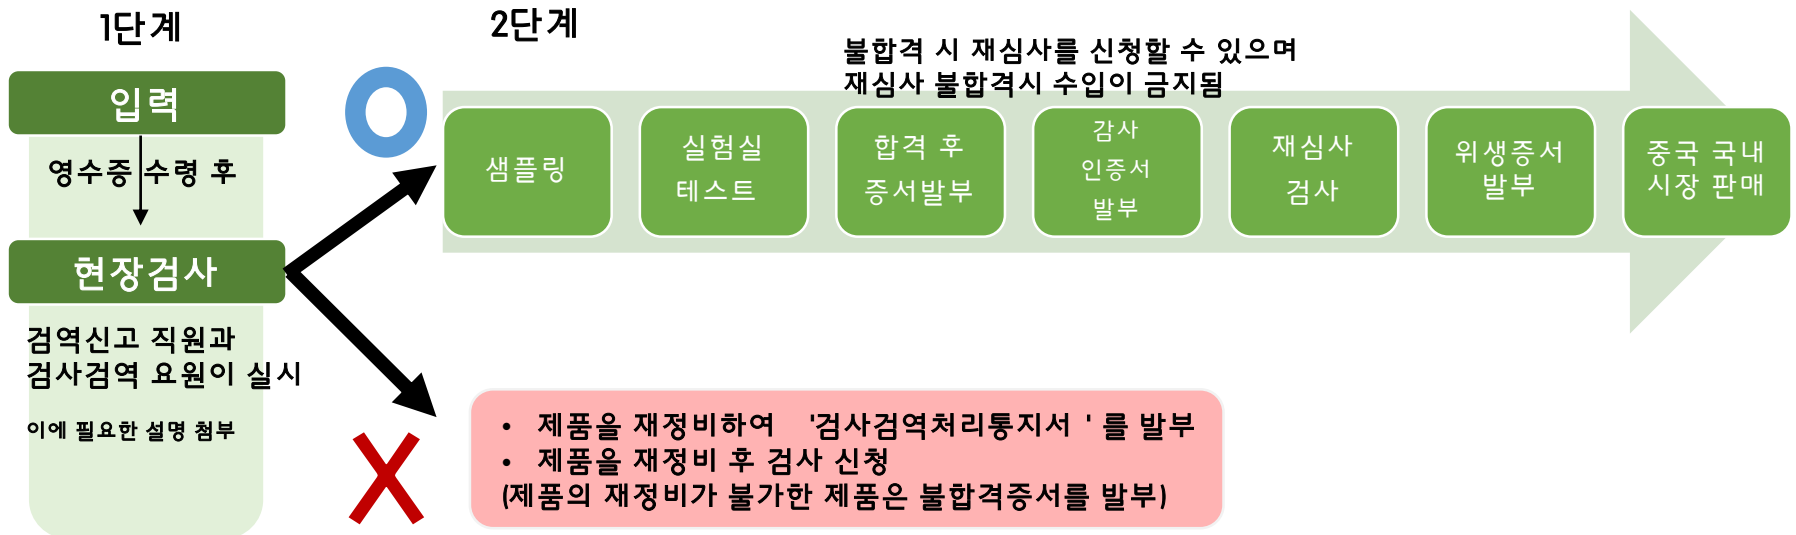 1단계
입력
영수증 수령 후
현장검사
검역신고 직원과
검사검역 요원이 실시
이에 필요한 설명 첨부
2단계
불합격 시 재심사를 신청할 수 있으며
재심사 불합격시 수입이 금지됨
샘플링
실험실
테스트
합격 후
증서발부
감사
인증서
발부
재심사
검사
위생증서
발부
중국 국내
시장 판매
• 제품을 재정비하여 '검사검역처리통지서 ' 를 발부
• 제품을 재정비 후 검사 신청
(제품의 재정비가 불가한 제품은 불합격증서를 발부)